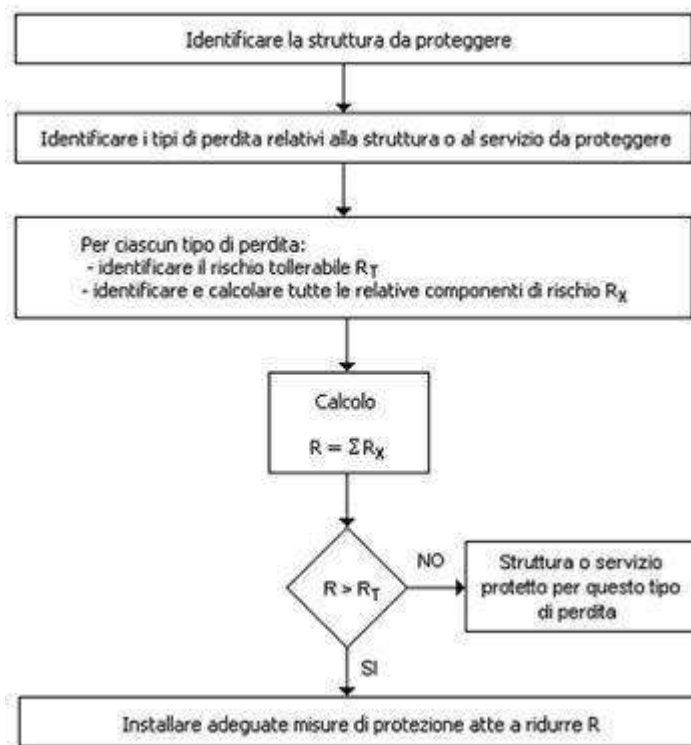 Identificare la struttura da proteggere
Identificare i tipi di perdita relativi alla struttura o al servizio da proteggere
Per ciascun tipo di perdita:
- identificare il rischio tollerabile RT
- identificare e calcolare tutte le relative componenti di rischio RX
Calcolo
R = ΣRX
R > RT
NO
Struttura o servizio
protetto per questo tipo
di perdita
SI
Installare adeguate misure di protezione atte a ridurre R